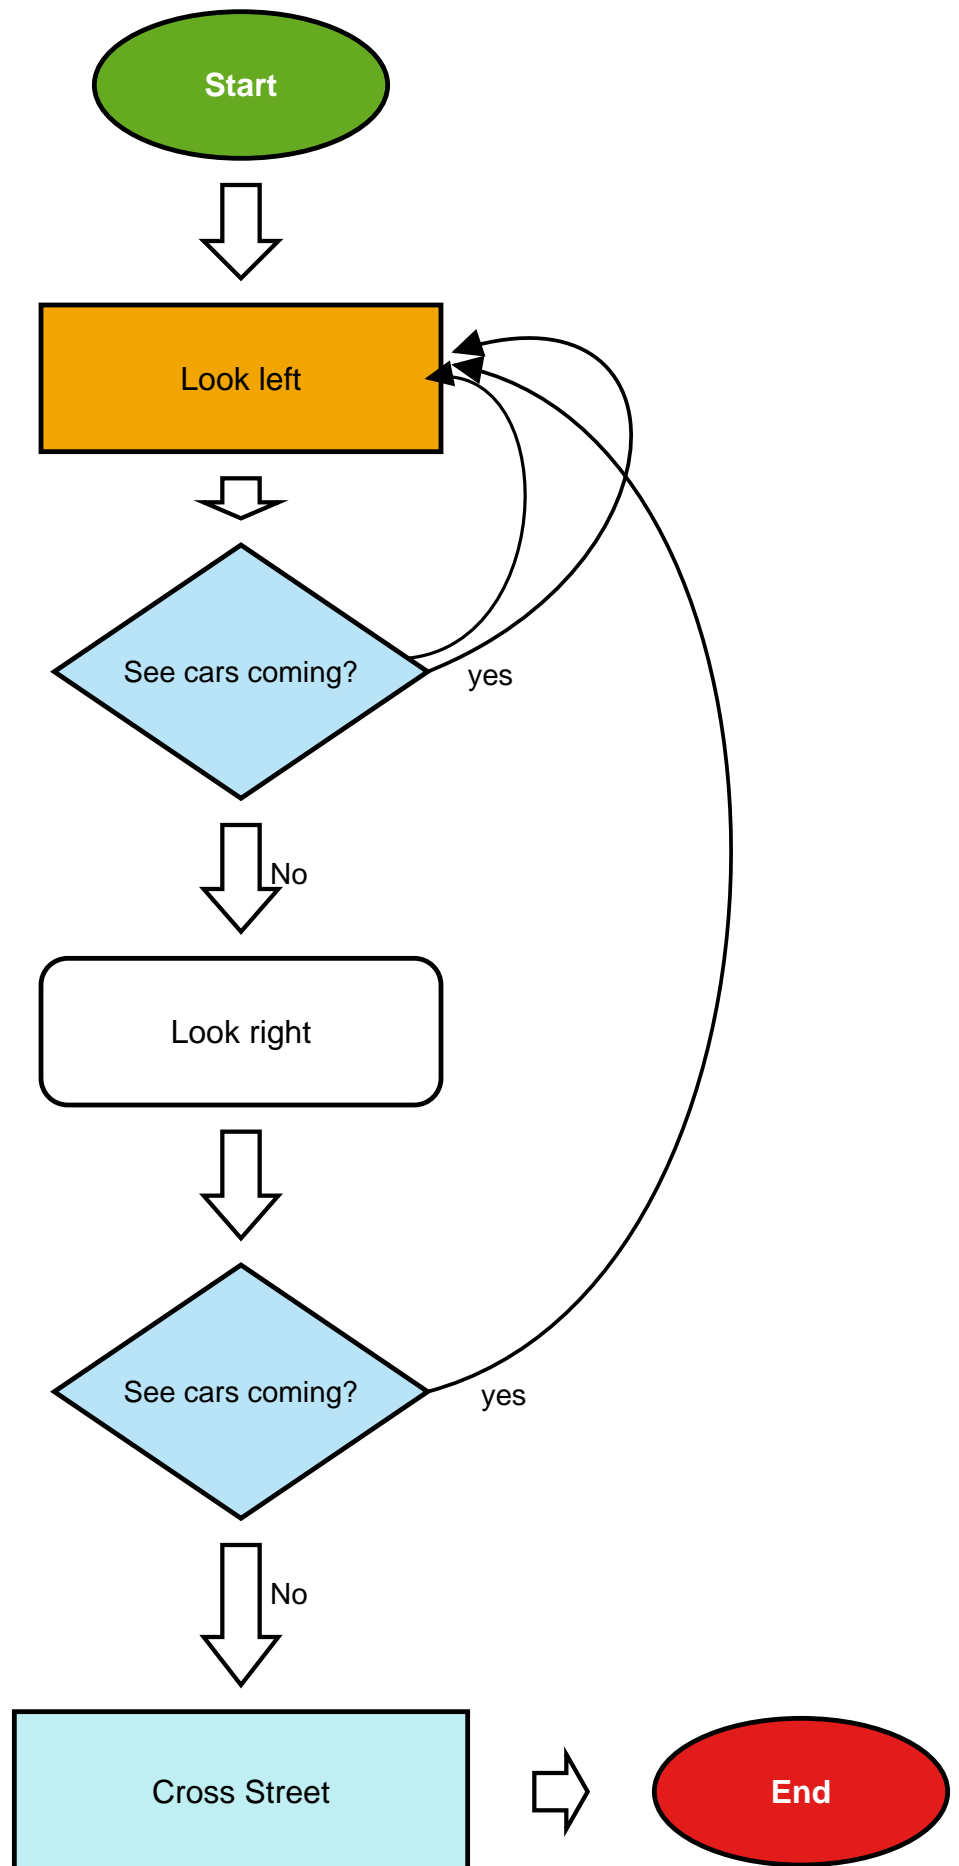 Start
Look left
See cars coming?
yes
No
Look right
See cars coming?
yes
No
Cross Street
End